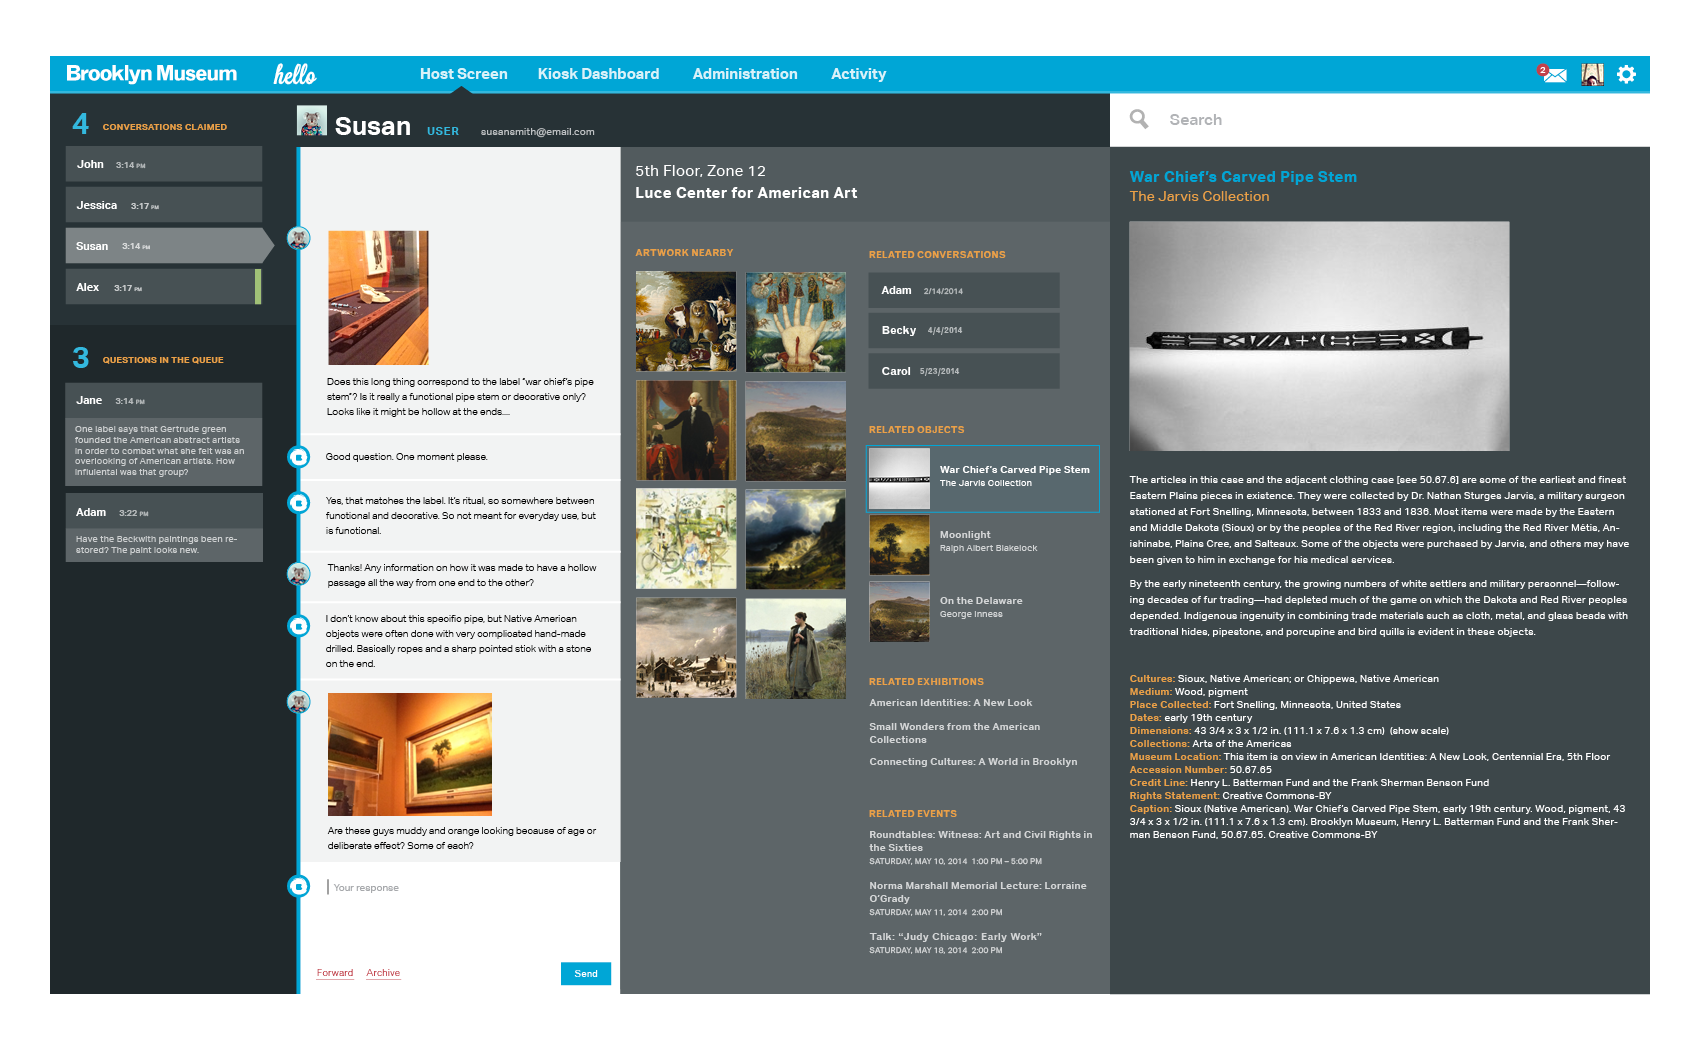 Brooklyn Museum
hello
Host Screen
Kiosk Dashboard
Administration
Activity
2
4 CONVERSATIONS CLAIMED
John 3:14 PM
Jessica 3:17 PM
Susan 3:14 PM
Alex 3:17 PM
3 QUESTIONS IN THE QUEUE
Jane 3:14 PM
One label says that Gertrude green
founded the American abstract artists
in order to combat what she felt was an
overlooking of American artists. How
infiulental was that group?
Adam 3:22 PM
Have the Beckwith paintings been re-
stored? The paint looks new.
Susan USER susansmith@email.com
Does this long thing correspond to the label "war chief's pipe
stem"? Is it really a functional pipe stem or decorative only?
Looks like it might be hollow at the ends....
Good question. One moment please.
Yes, that matches the label. It's ritual, so somewhere between
functional and decorative. So not meant for everyday use, but
is functional.
Thanks! Any information on how it was made to have a hollow
passage all the way from one end to the other?
I don't know about this specific pipe, but Native American
objects were often done with very complicated hand-made
drilled. Basically ropes and a sharp pointed stick with a stone
on the end.
Are these guys muddy and orange looking because of age or
deliberate effect? Some of each?
Your response
Forward
Archive
Send
5th Floor, Zone 12
Luce Center for American Art
ARTWORK NEARBY
RELATED CONVERSATIONS
Adam 2/14/2014
Becky 4/4/2014
Carol 5/23/2014
RELATED OBJECTS
War Chief's Carved Pipe Stem
The Jarvis Collection
Moonlight
Ralph Albert Blakelock
On the Delaware
George Inness
RELATED EXHIBITIONS
American Identities: A New Look
Small Wonders from the American
Collections
Connecting Cultures: A World in Brooklyn
RELATED EVENTS
Roundtables: Witness: Art and Civil Rights in
the Sixties
SATURDAY, MAY 10, 2014 1:00 PM – 5:00 PM
Norma Marshall Memorial Lecture: Lorraine
O'Grady
SATURDAY, MAY 11, 2014 2:00 PM
Talk: "Judy Chicago: Early Work"
SATURDAY, MAY 18, 2014 2:00 PM
Search
War Chief's Carved Pipe Stem
The Jarvis Collection
The articles in this case and the adjacent clothing case [see 50.67.6] are some of the earliest and finest
Eastern Plains pieces in existence. They were collected by Dr. Nathan Sturges Jarvis, a military surgeon
stationed at Fort Snelling, Minnesota, between 1833 and 1836. Most items were made by the Eastern
and Middle Dakota (Sioux) or by the peoples of the Red River region, including the Red River Métis, An-
ishinabe, Plains Cree, and Salteaux. Some of the objects were purchased by Jarvis, and others may have
been given to him in exchange for his medical services.
By the early nineteenth century, the growing numbers of white settlers and military personnel—follow-
ing decades of fur trading—had depleted much of the game on which the Dakota and Red River peoples
depended. Indigenous ingenuity in combining trade materials such as cloth, metal, and glass beads with
traditional hides, pipestone, and porcupine and bird quills is evident in these objects.
Cultures: Sioux, Native American; or Chippewa, Native American
Medium: Wood, pigment
Place Collected: Fort Snelling, Minnesota, United States
Dates: early 19th century
Dimensions: 43 3/4 x 3 x 1/2 in. (111.1 x 7.6 x 1.3 cm) (show scale)
Collections: Arts of the Americas
Museum Location: This item is on view in American Identities: A New Look, Centennial Era, 5th Floor
Accession Number: 50.67.65
Credit Line: Henry L. Batterman Fund and the Frank Sherman Benson Fund
Rights Statement: Creative Commons-BY
Caption: Sioux (Native American). War Chief's Carved Pipe Stem, early 19th century. Wood, pigment, 43
3/4 x 3 x 1/2 in. (111.1 x 7.6 x 1.3 cm). Brooklyn Museum, Henry L. Batterman Fund and the Frank Sher-
man Benson Fund, 50.67.65. Creative Commons-BY